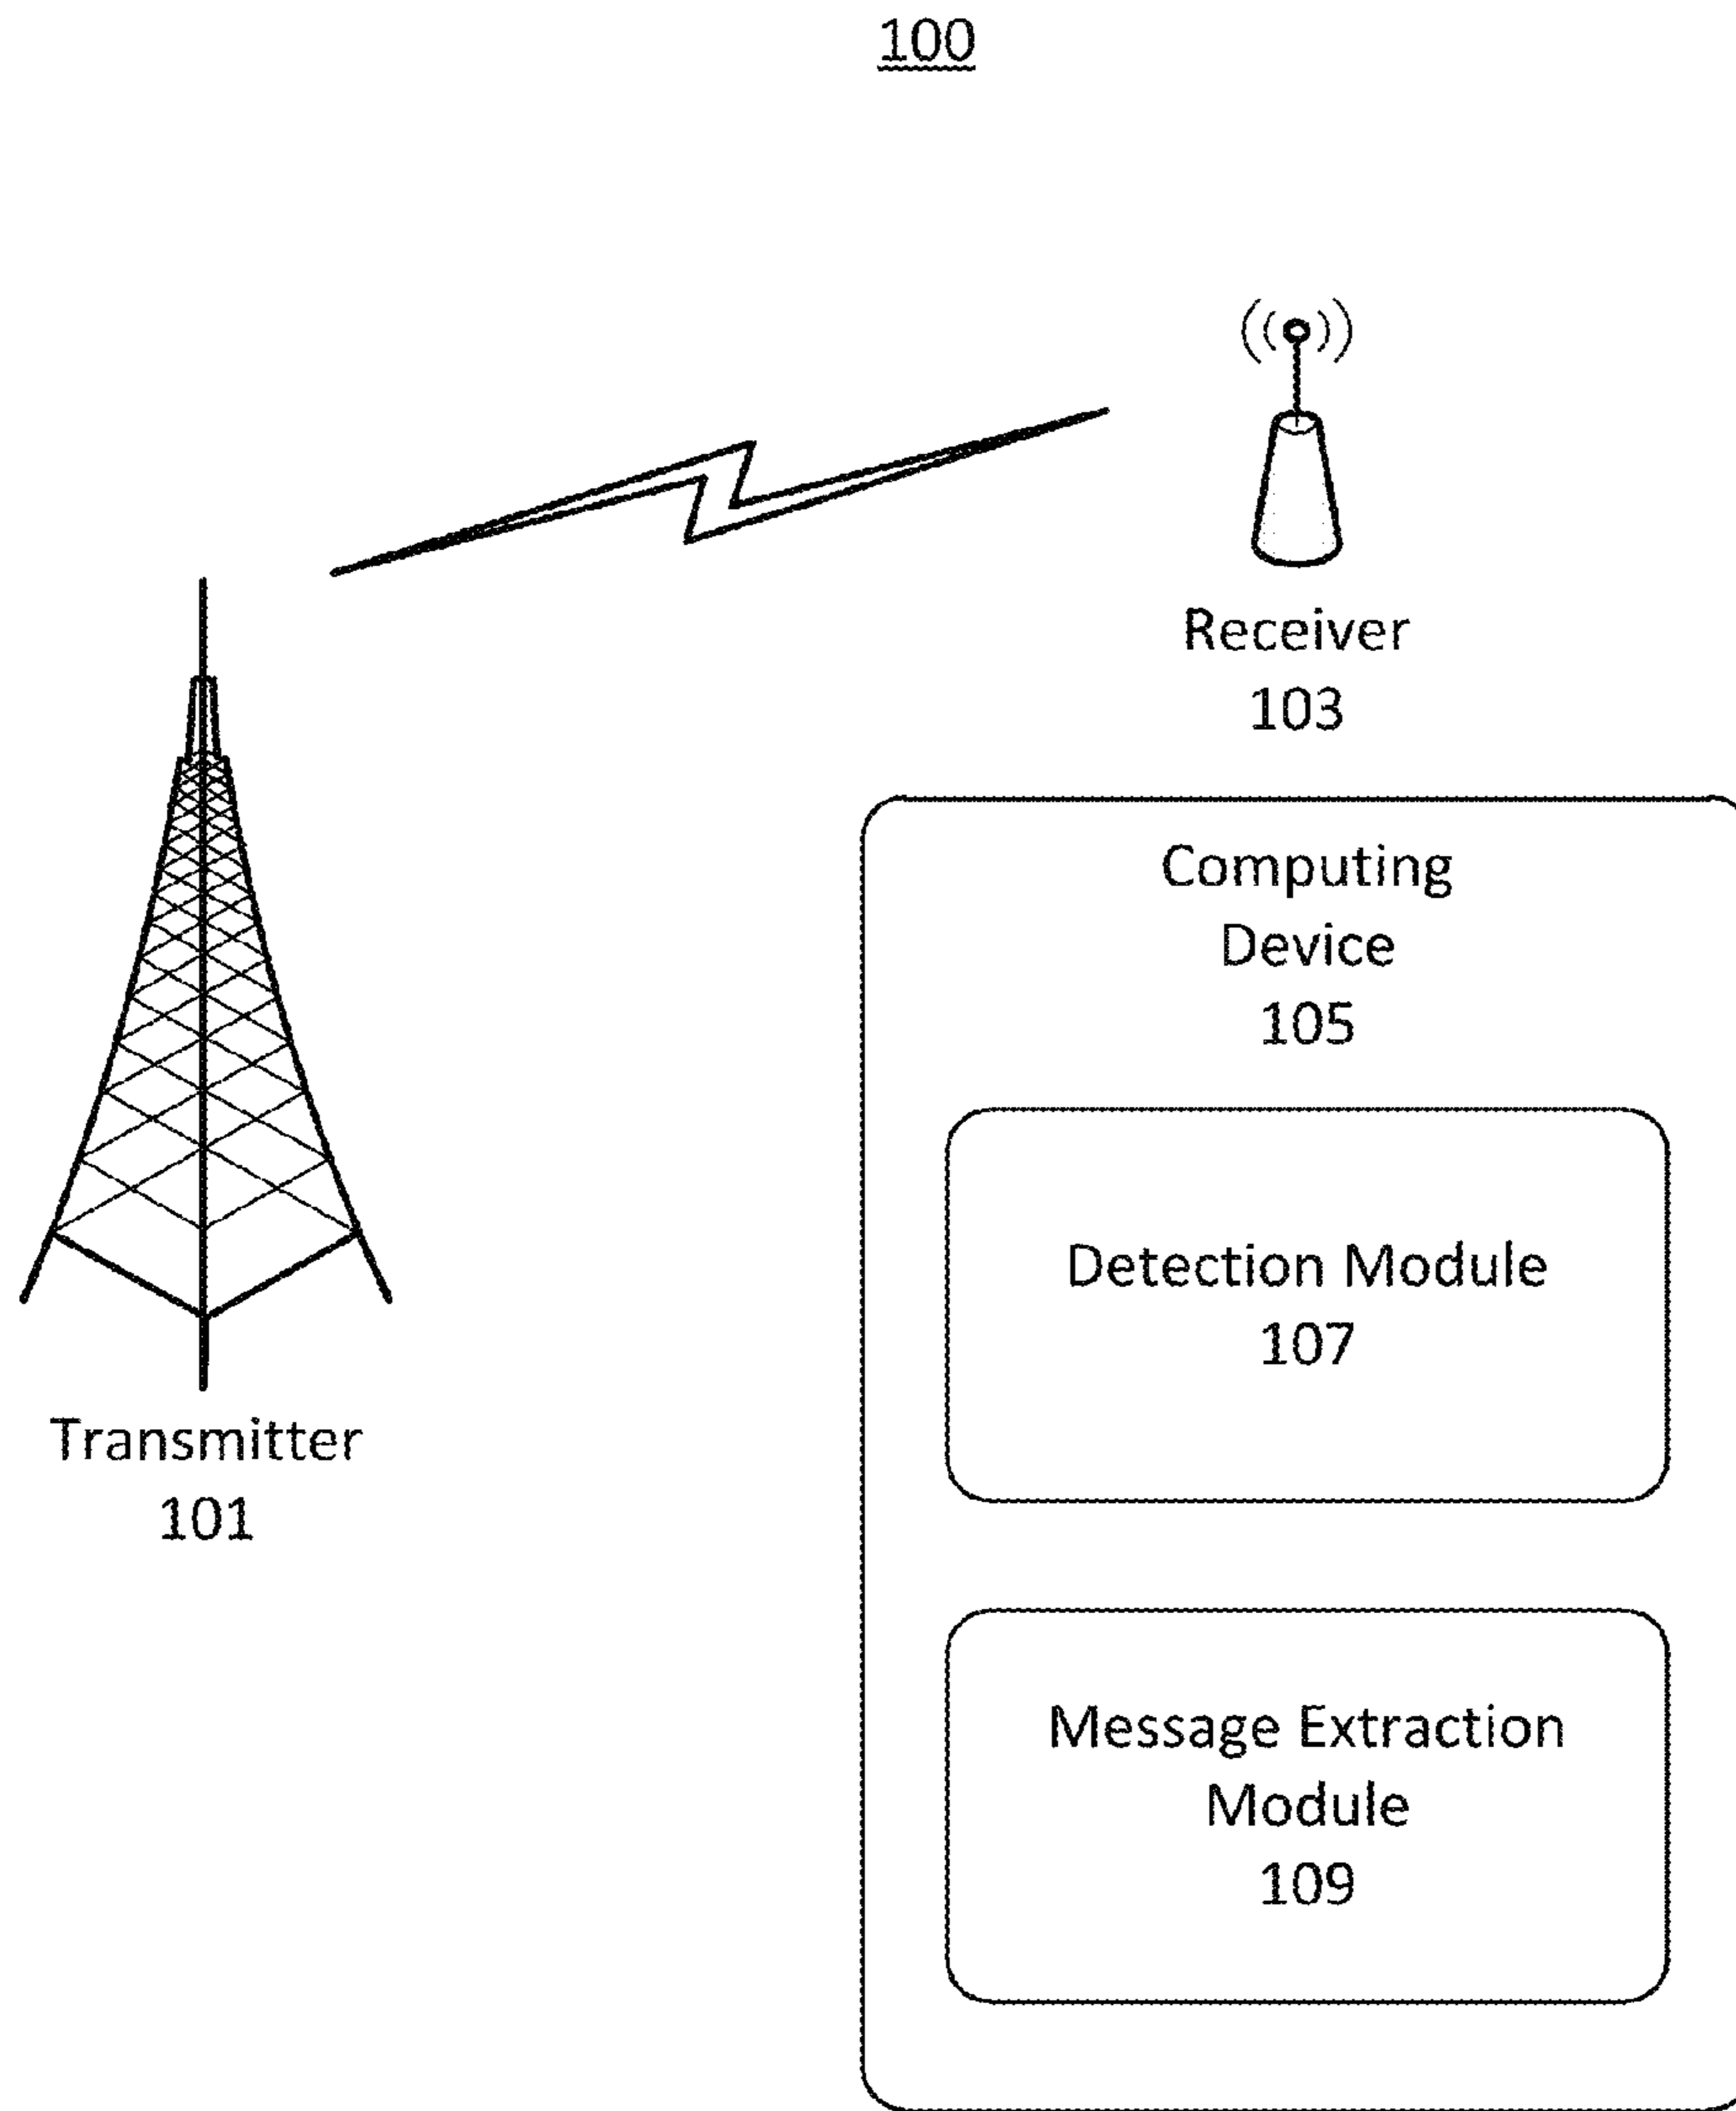 100
Receiver
103
Computing
Device
105
Detection Module
107
Transmitter
101
Message Extraction
Module
109